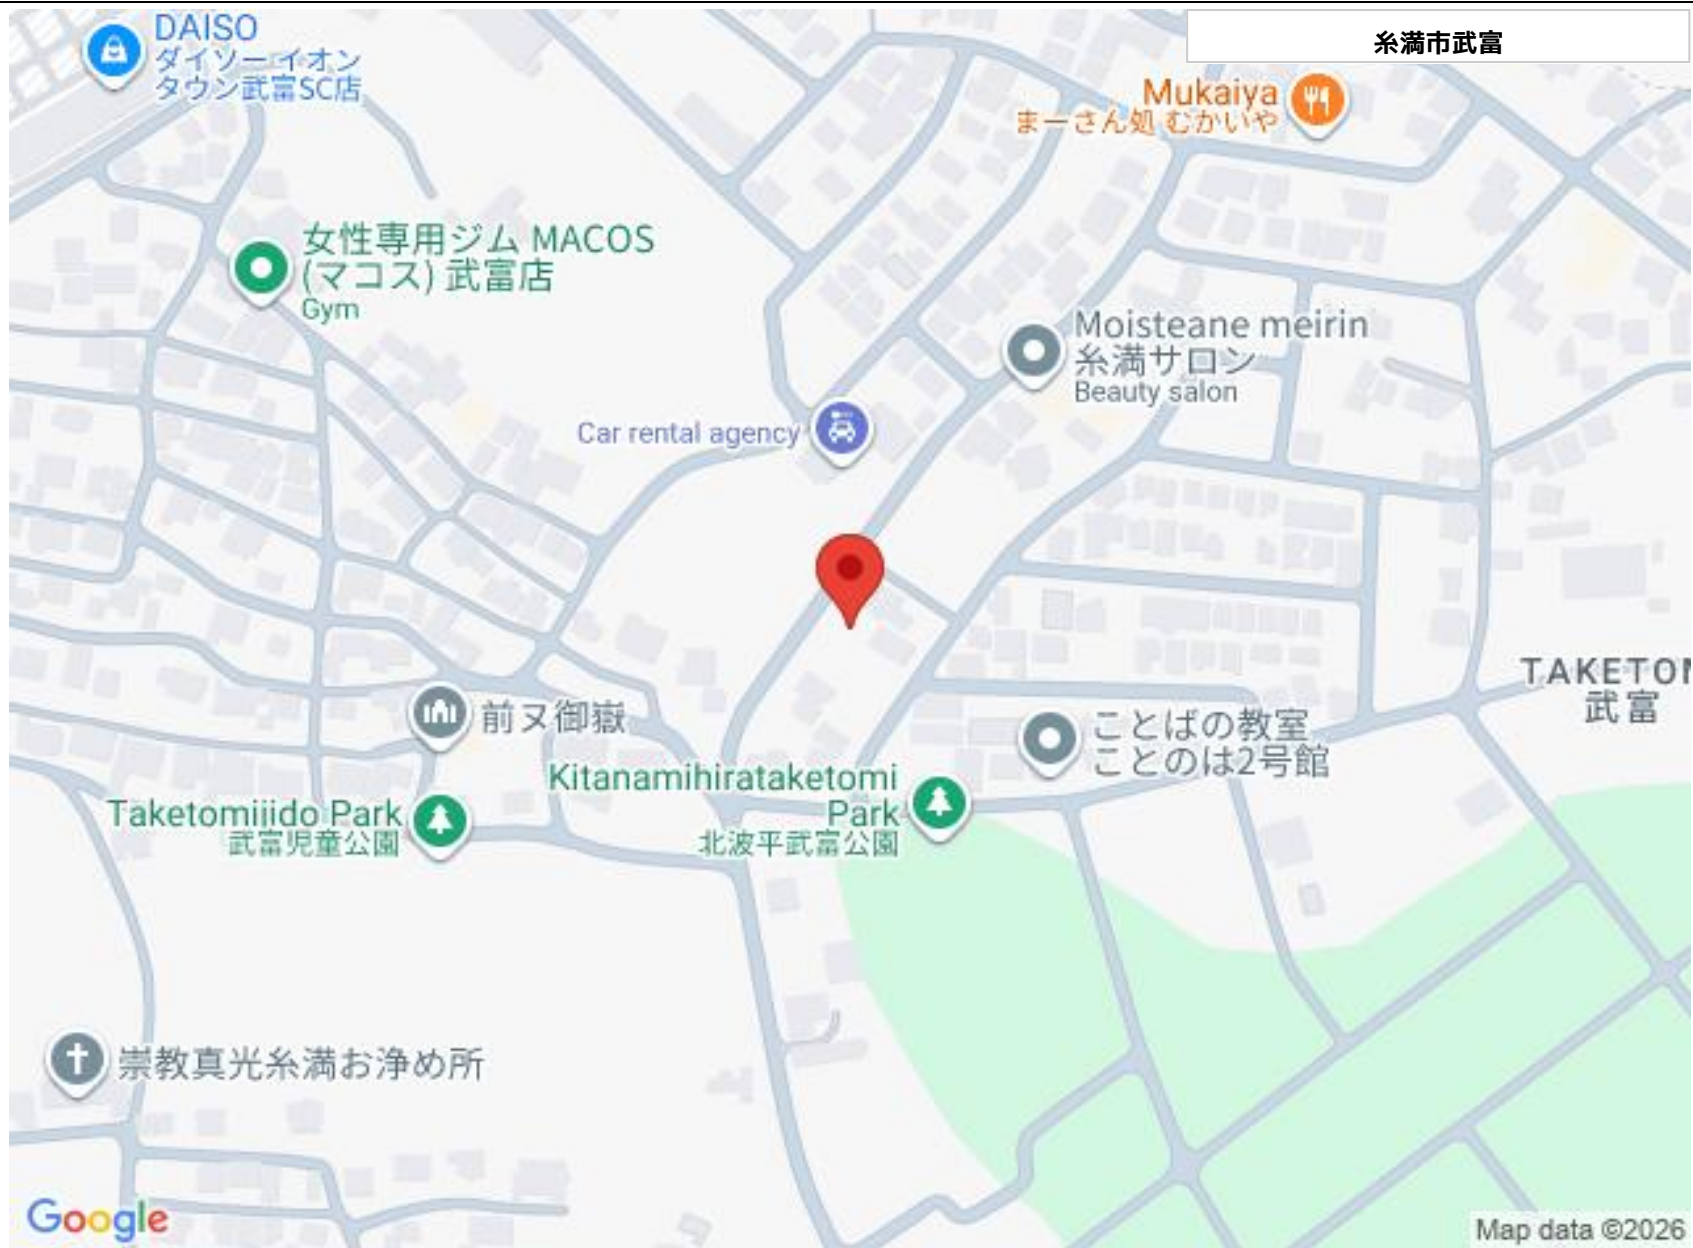 糸満市武富
DAISO
ダイソー イオン
タウン武富SC店
Mukaiya
まーさん処 むかいや
女性専用ジム MACOS
(マコス) 武富店
Gym
Moisteane meirin
糸満サロン
Beauty salon
Car rental agency
TAKETOM
武富
前ヌ御嶽
ことばの教室
ことのは2号館
Kitanamihirataketomi
Park
北波平武富公園
Taketomijido Park
武富児童公園
崇教真光糸満お浄め所
Google
Map data ©2026